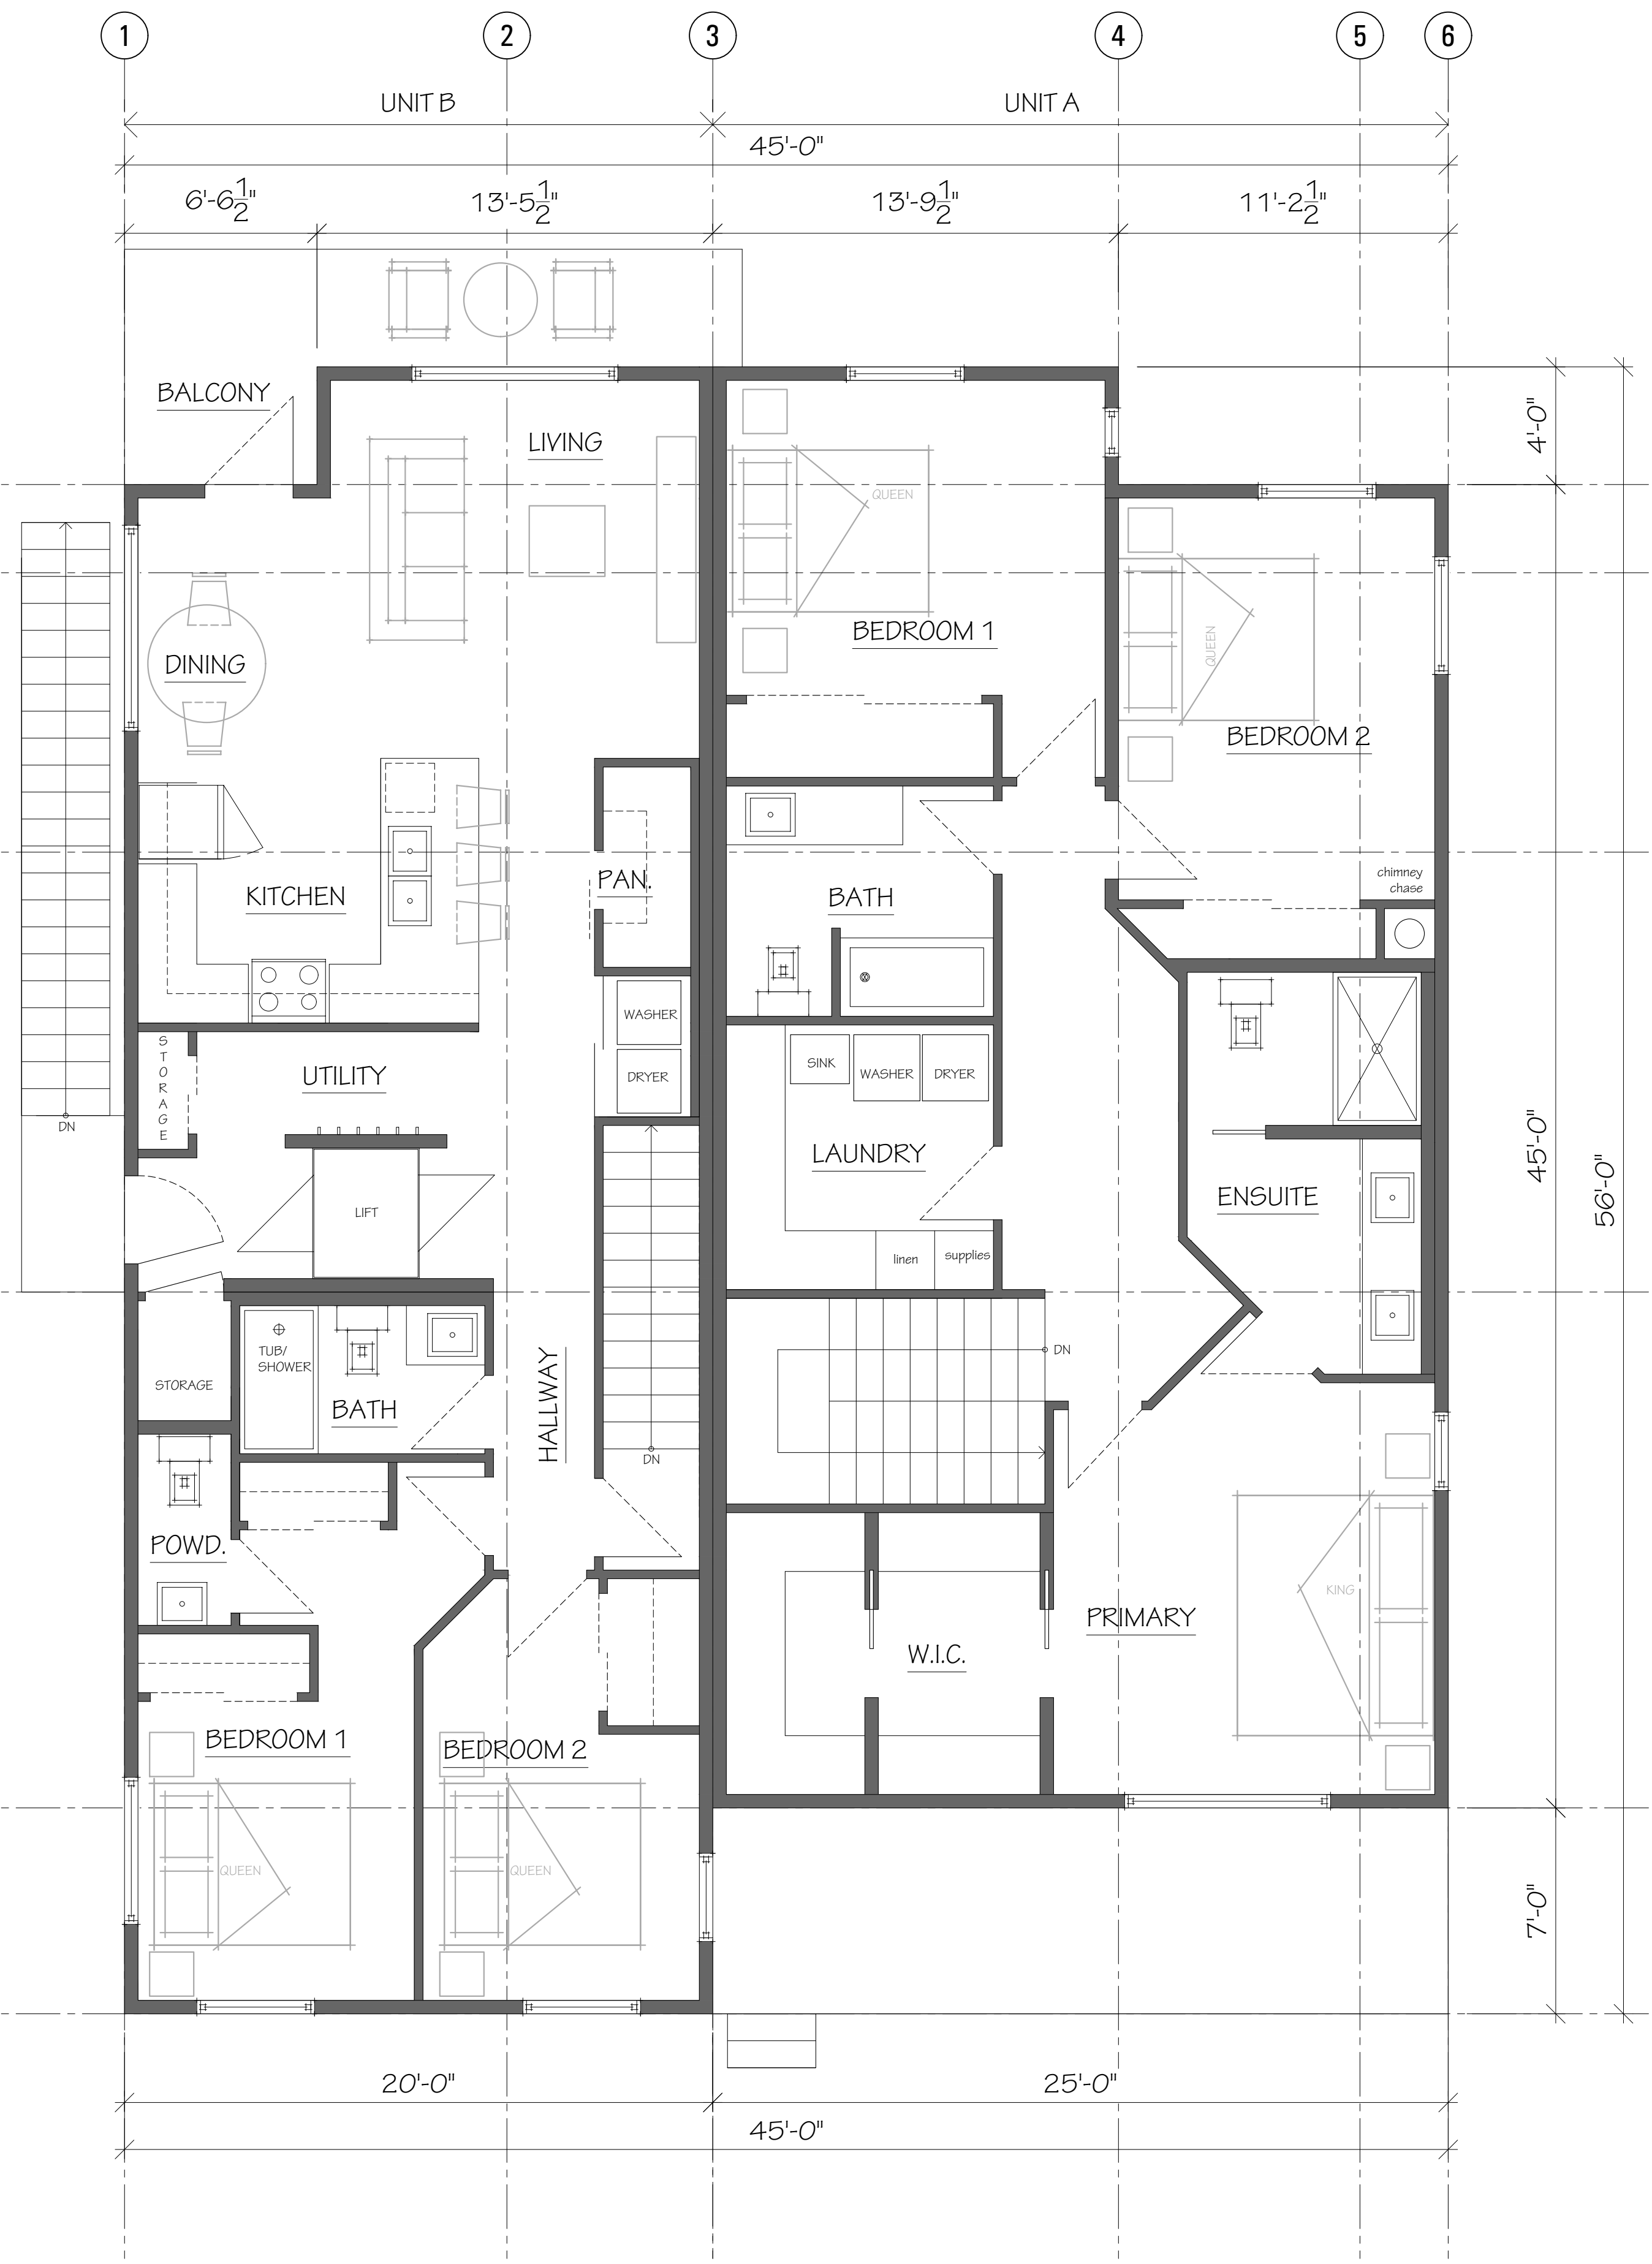 1
2
3
4
5
6
UNIT B
UNIT A
45'-0"
6'-6 1/2"
13'-5 1/2"
13'-9 1/2"
11'-2 1/2"
BALCONY
LIVING
4'-0"
QUEEN
BEDROOM 1
QUEEN
DINING
BEDROOM 2
KITCHEN
PAN.
BATH
chimney
chase
WASHER
STORAGE
UTILITY
DRYER
SINK
WASHER
DRYER
DN
LAUNDRY
45'-0"
56'-0"
LIFT
ENSUITE
linen
supplies
TUB/
SHOWER
DN
STORAGE
BATH
HALLWAY
DN
POWD.
KING
PRIMARY
W.I.C.
BEDROOM 1
BEDROOM 2
QUEEN
QUEEN
7'-0"
20'-0"
25'-0"
45'-0"